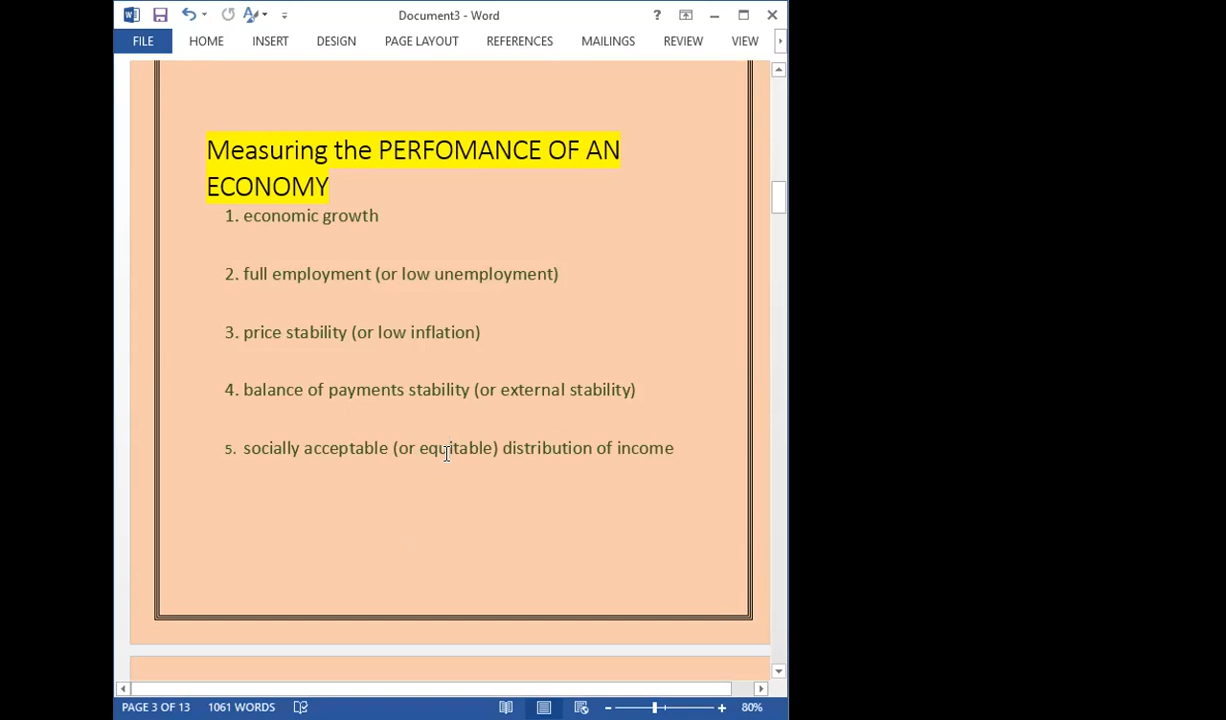 Document3 - Word
?
FILE HOME INSERT DESIGN PAGE LAYOUT REFERENCES MAILINGS REVIEW VIEW
Measuring the PERFOMANCE OF AN
ECONOMY
1. economic growth
2. full employment (or low unemployment)
3. price stability (or low inflation)
4. balance of payments stability (or external stability)
5. socially acceptable (or equitable) distribution of income
PAGE 3 OF 13 1061 WORDS 80%